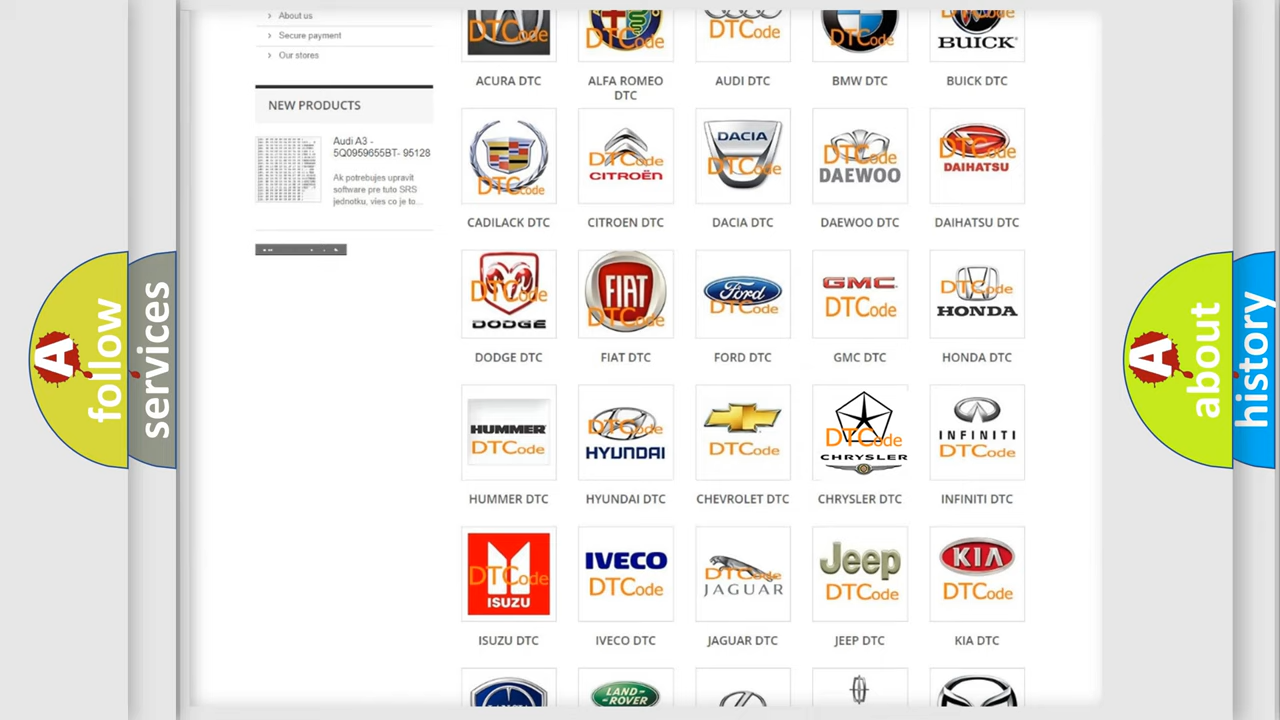 About us
Secure payment
Our stores
NEW PRODUCTS
Audi A3 -
5Q0959655BT- 95128
Ak potrebujes upravit
software pre tuto SRS
jednotku, vies co je to...
DTCode DTCode DTCode DTCode BUICK
ACURA DTC ALFA ROMEO DTC AUDI DTC BMW DTC BUICK DTC
DTCode DTCode CITROËN DACIA DTCode DTCode DAEWOO DTCode DAIHATSU
CADILACK DTC CITROEN DTC DACIA DTC DAEWOO DTC DAIHATSU DTC
DTCode DODGE FIAT DTCode Ford DTCode GMC DTCode DTCode HONDA
DODGE DTC FIAT DTC FORD DTC GMC DTC HONDA DTC
HUMMER DTCode DTCode HYUNDAI DTCode DTCode CHRYSLER INFINITI DTCode
HUMMER DTC HYUNDAI DTC CHEVROLET DTC CHRYSLER DTC INFINITI DTC
DTCode ISUZU IVECO DTCode DTCode JAGUAR Jeep DTCode KIA DTCode
ISUZU DTC IVECO DTC JAGUAR DTC JEEP DTC KIA DTC
LAND-
ROVER
A follow
services
A about
history